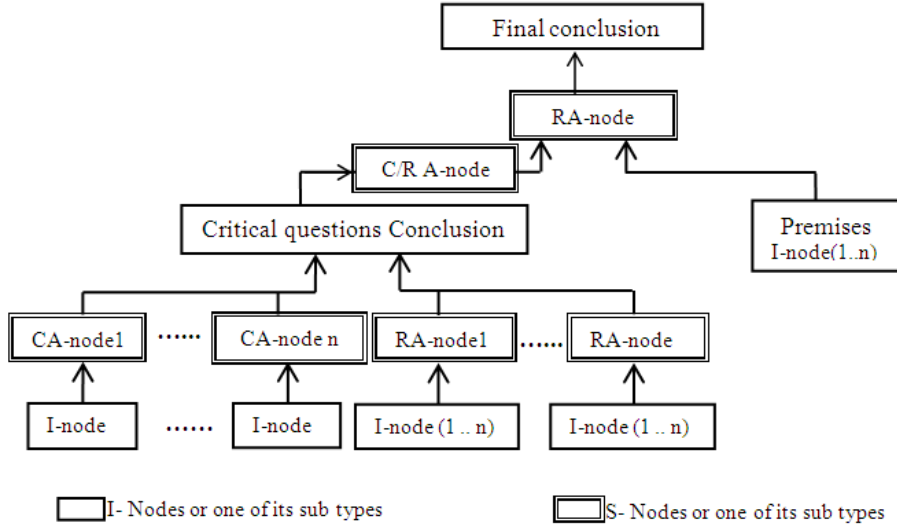 Final conclusion
RA-node
C/R A-node
Critical questions Conclusion
Premises
I-node(1..n)
CA-node1
......
CA-node n
RA-node1
......
RA-node
I-node
......
I-node
I-node (1 .. n)
I-node (1 .. n)
I- Nodes or one of its sub types
S- Nodes or one of its sub types